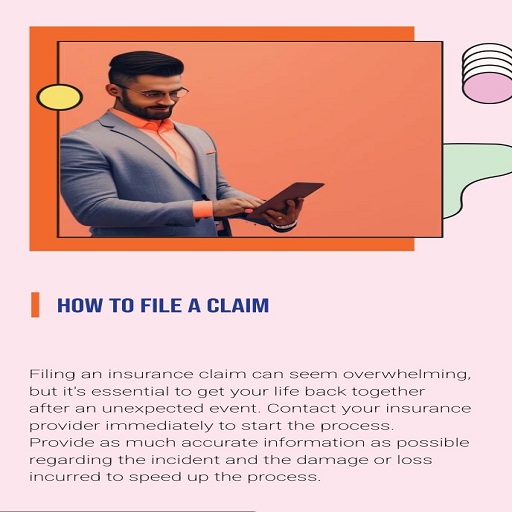 HOW TO FILE A CLAIM
Filing an insurance claim can seem overwhelming,
but it's essential to get your life back together
after an unexpected event. Contact your insurance
provider immediately to start the process.
Provide as much accurate information as possible
regarding the incident and the damage or loss
incurred to speed up the process.